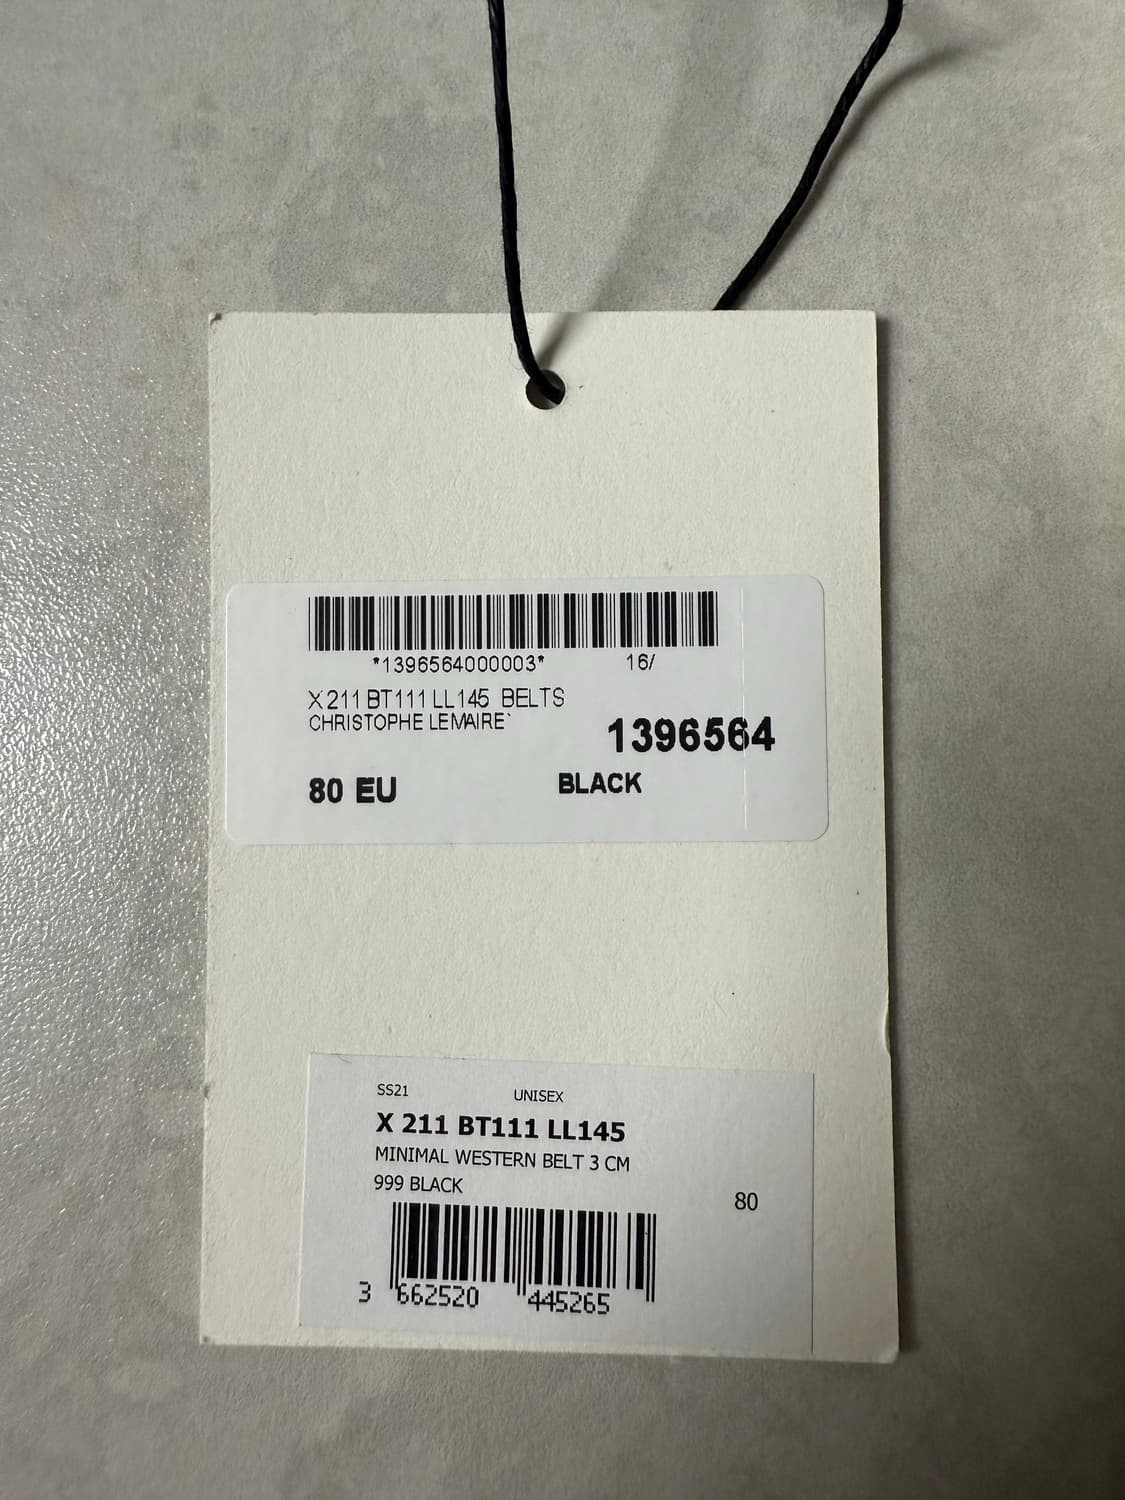 *1396564000003* 16/
X 211 BT111 LL145 BELTS
CHRISTOPHE LEMAIRE`
1396564
80 EU BLACK
SS21 UNISEX
X 211 BT111 LL145
MINIMAL WESTERN BELT 3 CM
999 BLACK
80
3 662520 445265